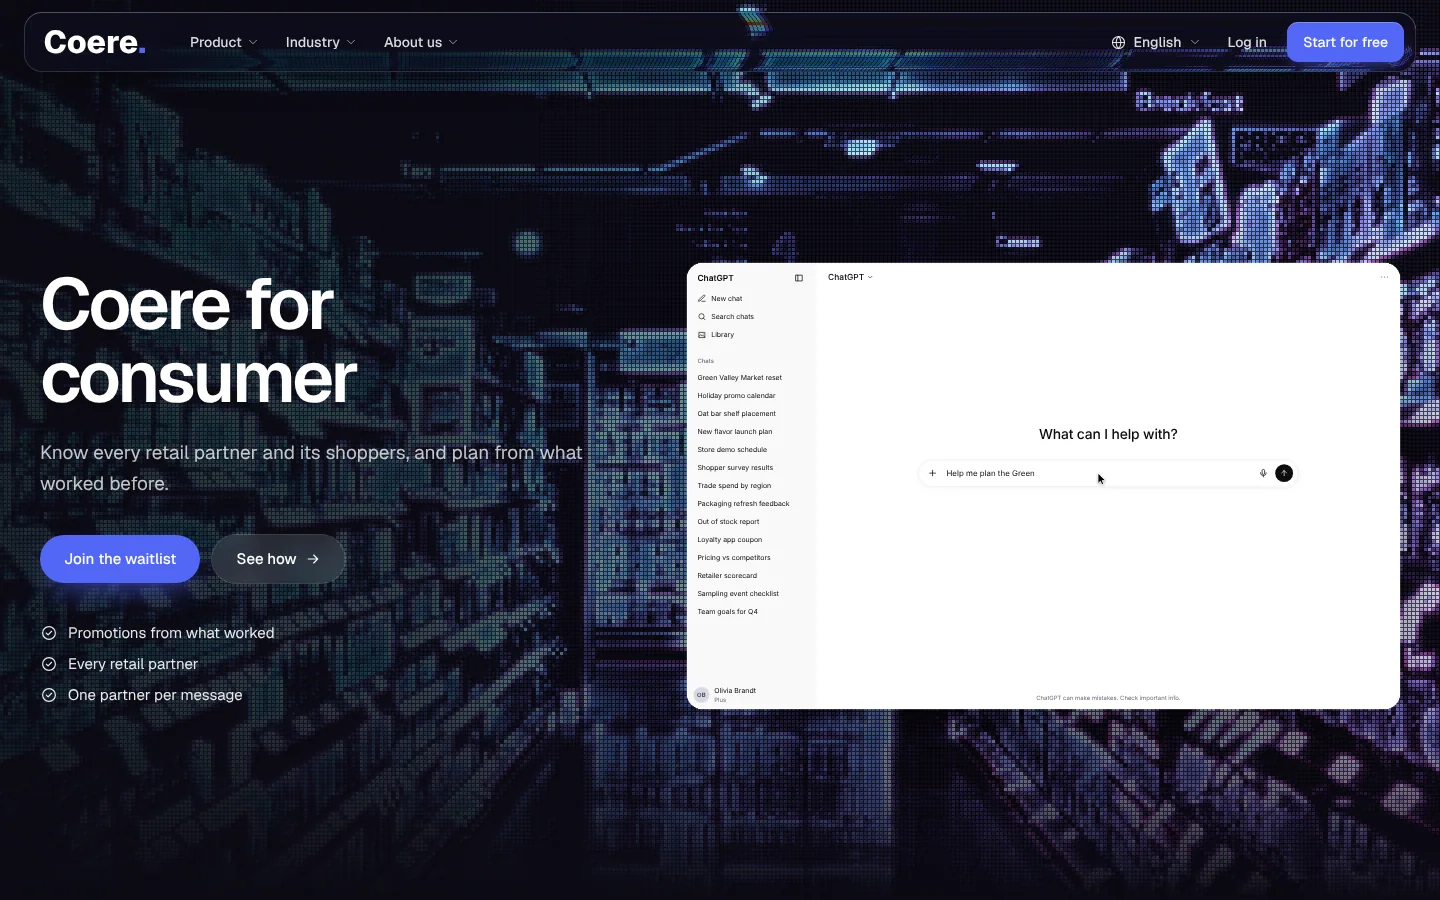 Coere.
Product
Industry
About us
English
Log in
Start for free
Coere for
consumer
Know every retail partner and its shoppers, and plan from what
worked before.
Join the waitlist
See how
Promotions from what worked
Every retail partner
One partner per message
ChatGPT
New chat
Search chats
Library
Chats
Green Valley Market reset
Holiday promo calendar
Oat bar shelf placement
New flavor launch plan
Store demo schedule
Shopper survey results
Trade spend by region
Packaging refresh feedback
Out of stock report
Loyalty app coupon
Pricing vs competitors
Retailer scorecard
Sampling event checklist
Team goals for Q4
OB
Olivia Brandt
Plus
ChatGPT
What can I help with?
Help me plan the Green
ChatGPT can make mistakes. Check important info.